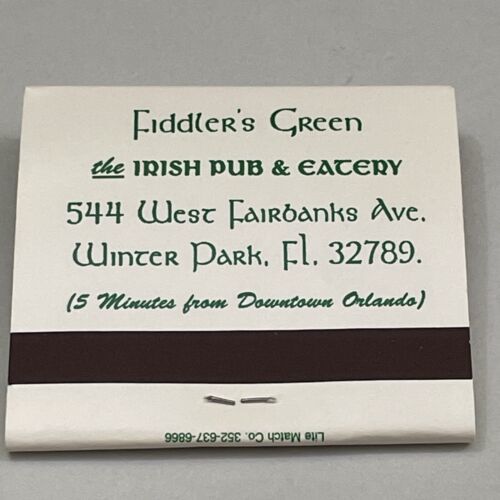 Fiddler's Green
the IRISH PUB & EATERY
544 West Fairbanks Ave.
Winter Park, Fl. 32789.
(5 Minutes from Downtown Orlando)
Lite Match Co. 352-637-6866